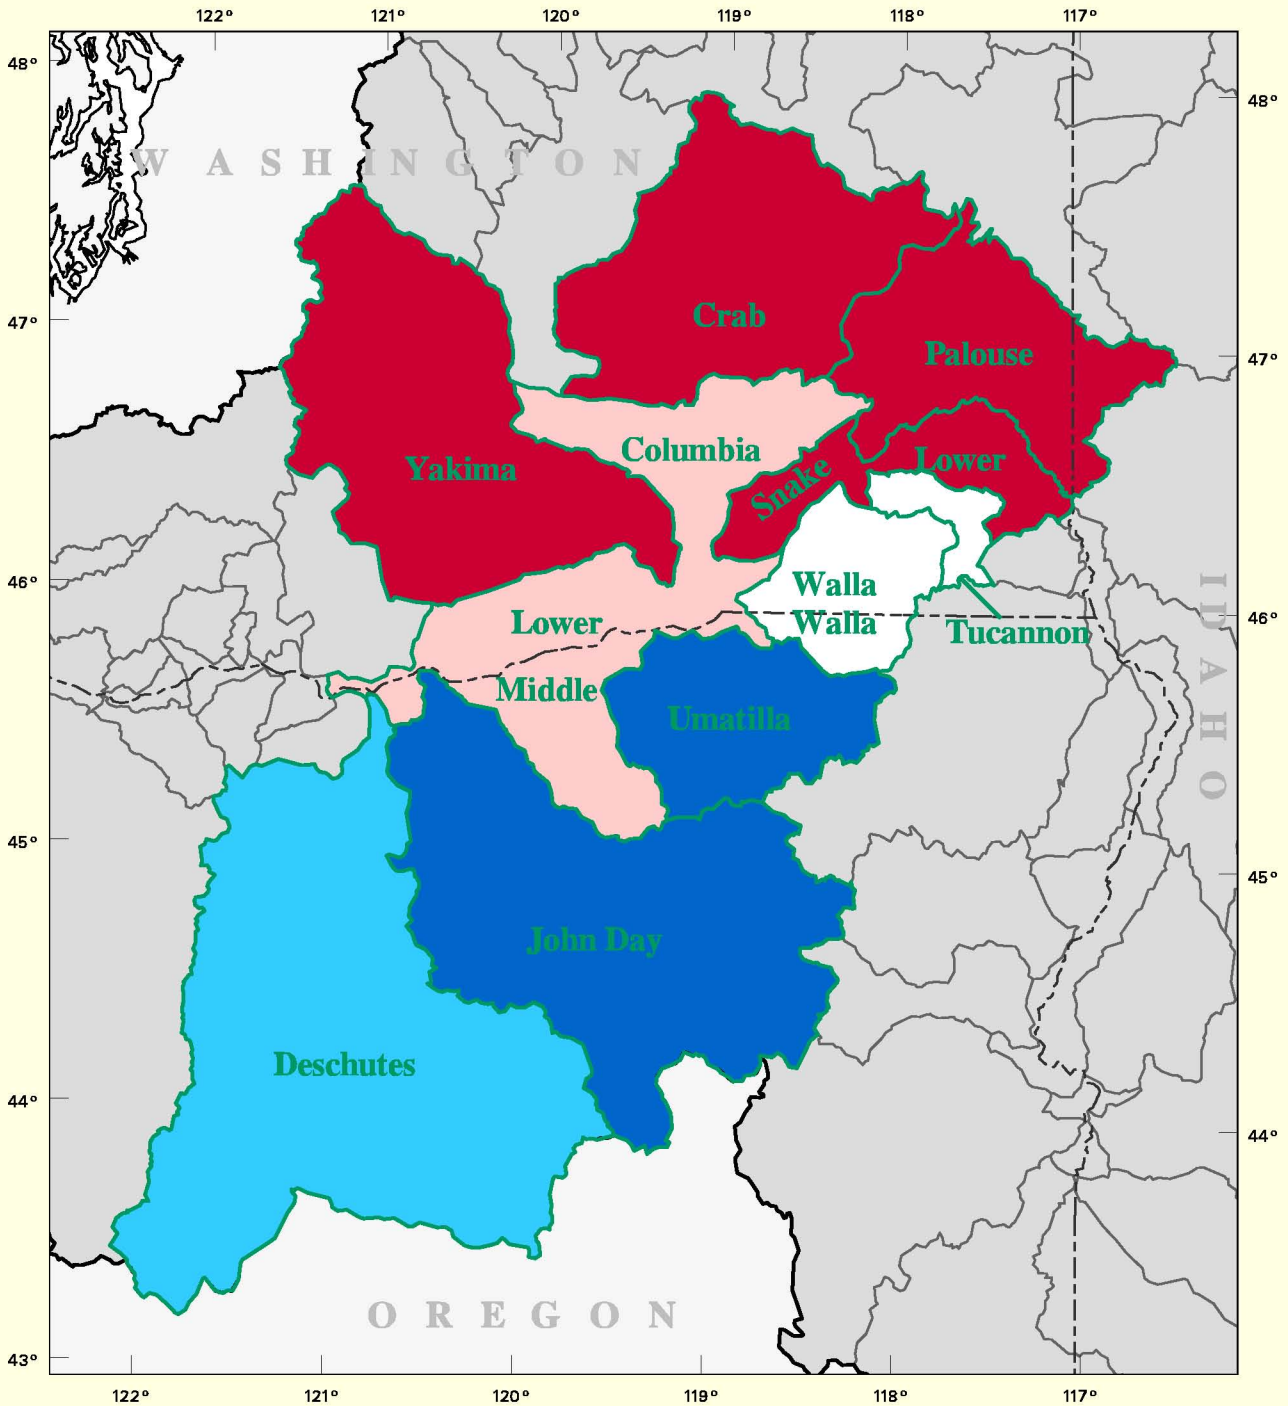 122° 121° 120° 119° 118° 117°
48° 48°
W A S H I N G T O N
47° 47°
Crab
Palouse
Columbia
Lower
Yakima
Snake
46° 46°
Walla
Walla
Lower
Tucannon
Middle
Umatilla
I D A H O
45° 45°
John Day
Deschutes
44° 44°
O R E G O N
43°
122° 121° 120° 119° 118° 117°